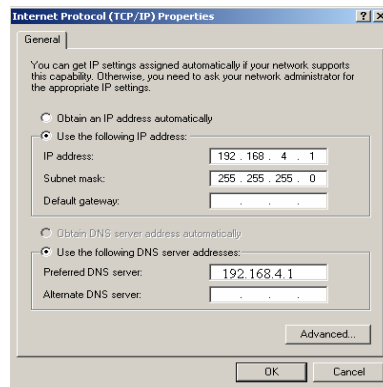 Internet Protocol (TCP/IP) Properties
General
You can get IP settings assigned automatically if your network supports
this capability. Otherwise, you need to ask your network administrator for
the appropriate IP settings.
Obtain an IP address automatically
Use the following IP address:
IP address: 192 . 168 . 4 . 1
Subnet mask: 255 . 255 . 255 . 0
Default gateway: . . .
Obtain DNS server address automatically
Use the following DNS server addresses:
Preferred DNS server: 192.168.4.1
Alternate DNS server: . . .
Advanced...
OK Cancel